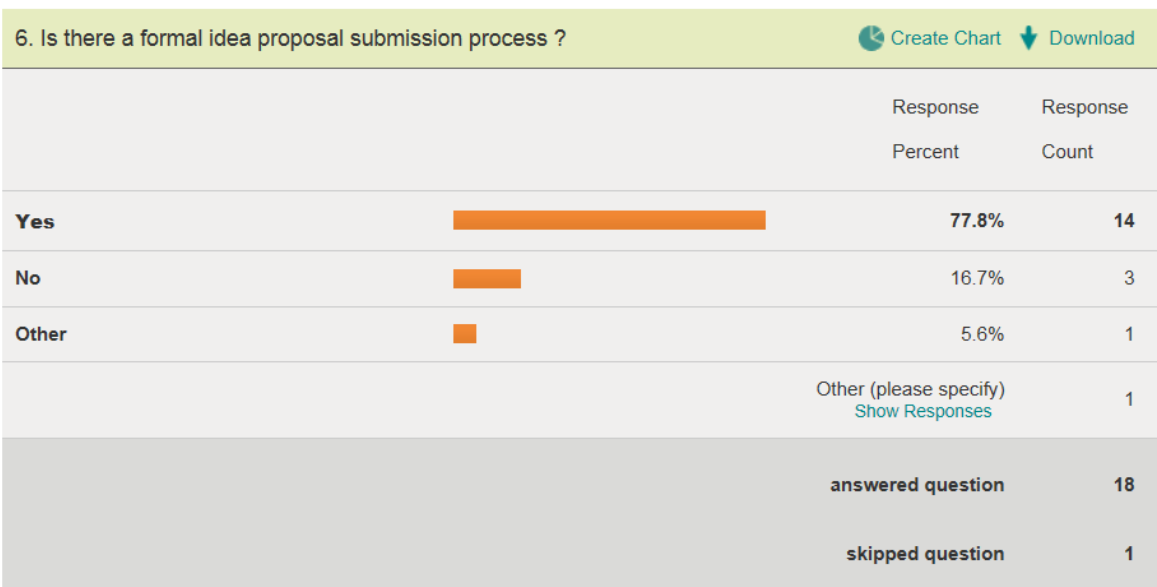 6. Is there a formal idea proposal submission process ? Create Chart Download
Response Response
Percent Count
Yes 77.8% 14
No 16.7% 3
Other 5.6% 1
Other (please specify) 1
Show Responses
answered question 18
skipped question 1